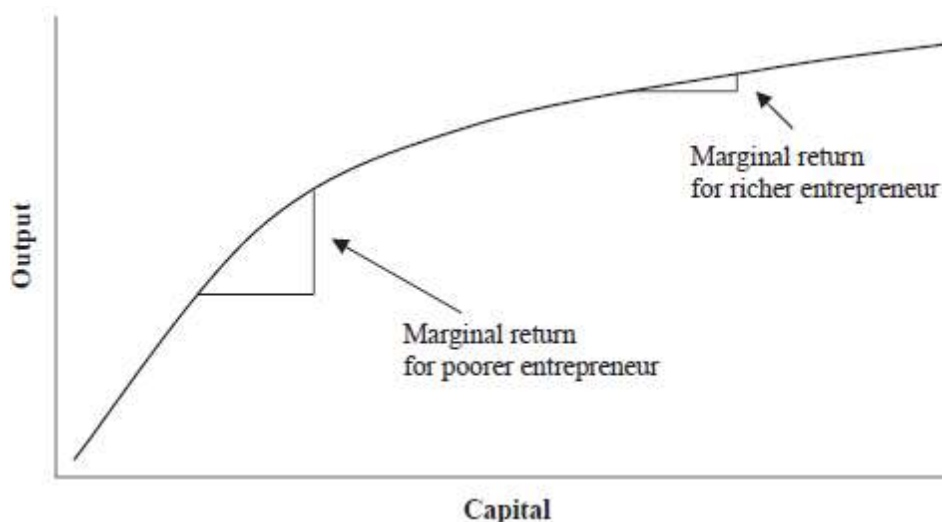 Marginal return
for richer entrepreneur
Output
Marginal return
for poorer entrepreneur
Capital